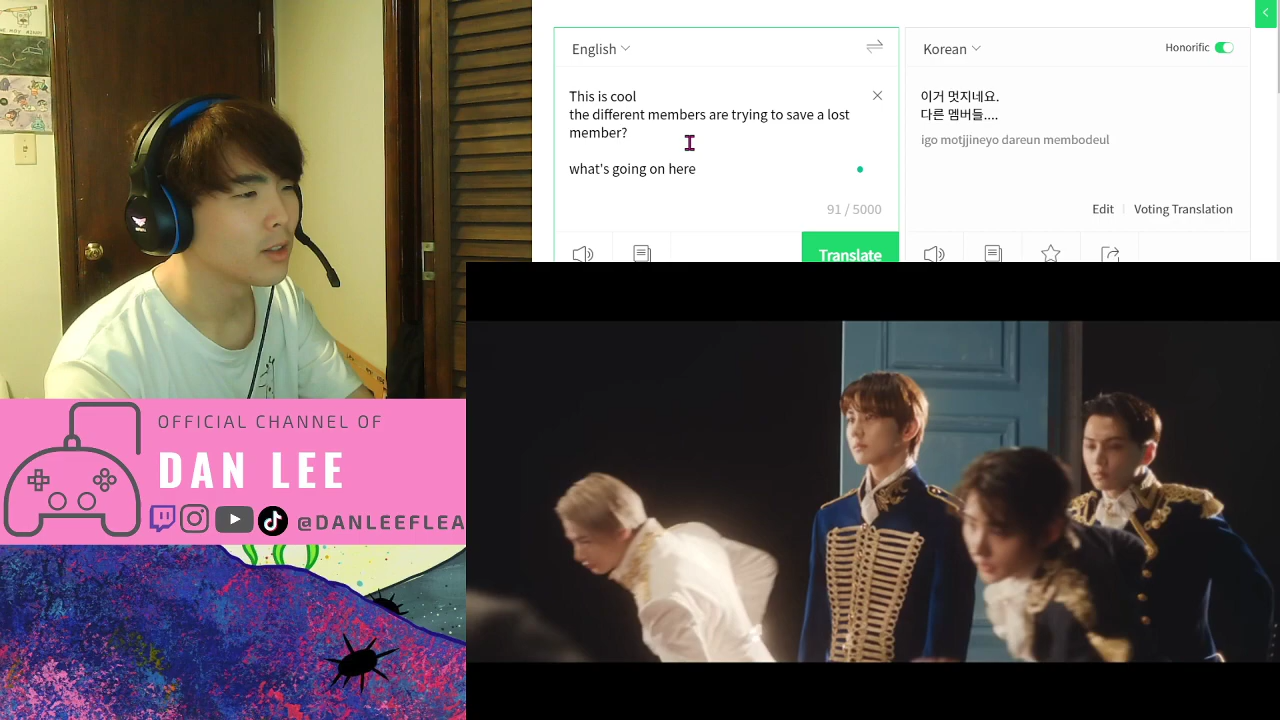 English
This is cool
the different members are trying to save a lost
member?
what's going on here
91 / 5000
Translate
Korean
Honorific
이거 멋지네요.
다른 멤버들....
igo motjjineyo dareun membodeul
Edit
Voting Translation
OFFICIAL CHANNEL OF
DAN LEE
@DANLEEFLEA